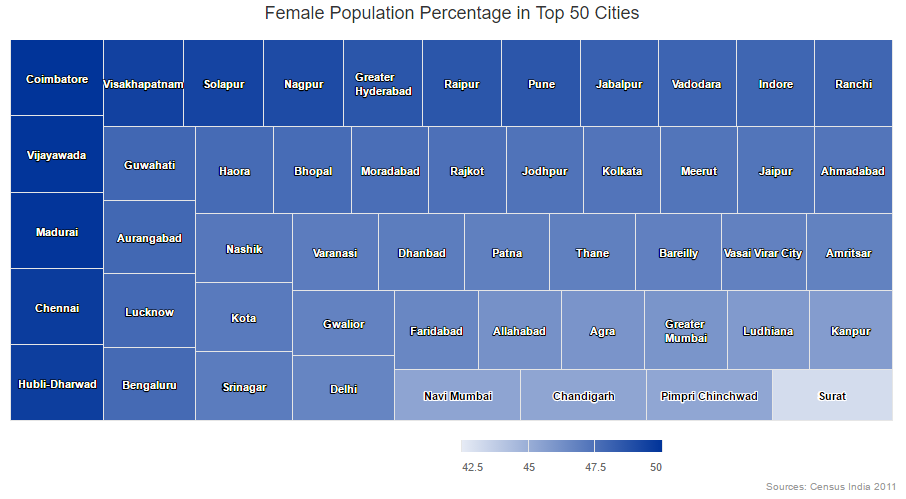 Female Population Percentage in Top 50 Cities
Coimbatore
Visakhapatnam
Solapur
Nagpur
Greater
Hyderabad
Raipur
Pune
Jabalpur
Vadodara
Indore
Ranchi
Vijayawada
Guwahati
Haora
Bhopal
Moradabad
Rajkot
Jodhpur
Kolkata
Meerut
Jaipur
Ahmadabad
Madurai
Aurangabad
Nashik
Varanasi
Dhanbad
Patna
Thane
Bareilly
Vasai Virar City
Amritsar
Chennai
Lucknow
Kota
Gwalior
Faridabad
Allahabad
Agra
Greater
Mumbai
Ludhiana
Kanpur
Hubli-Dharwad
Bengaluru
Srinagar
Delhi
Navi Mumbai
Chandigarh
Pimpri Chinchwad
Surat
42.5 45 47.5 50
Sources: Census India 2011